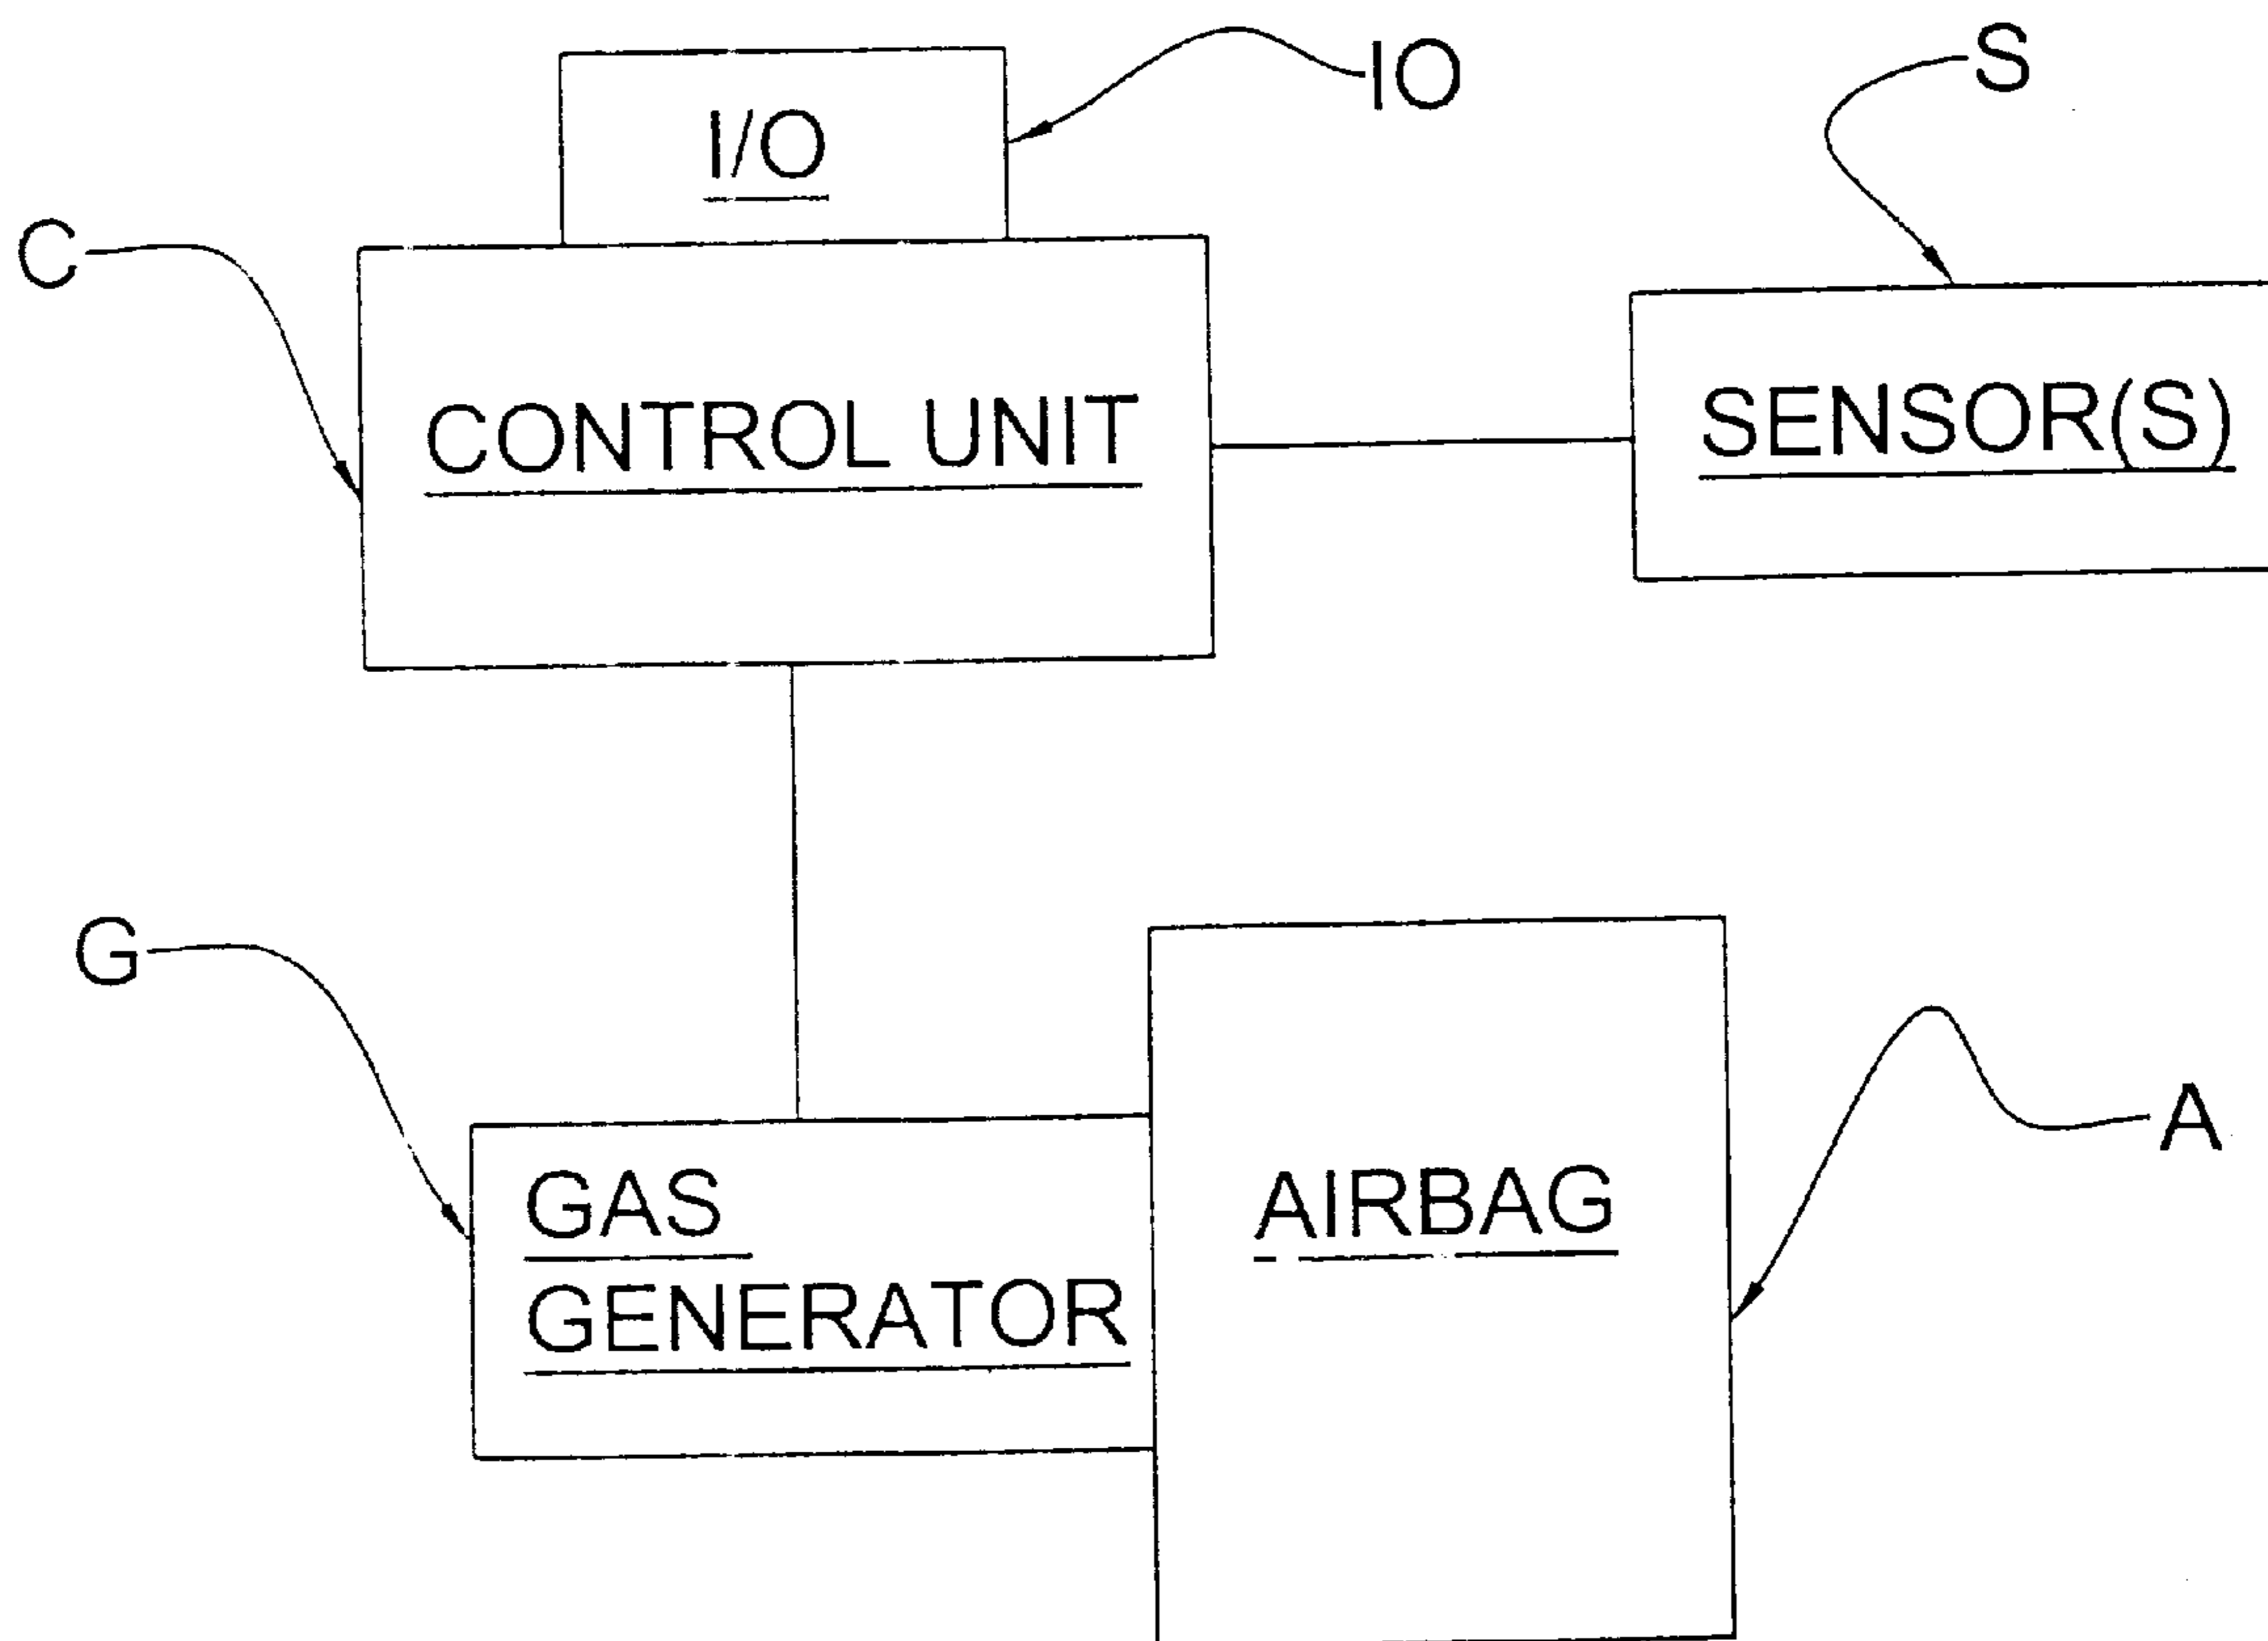 IO
S
I/O
C
CONTROL UNIT
SENSOR(S)
G
A
GAS
GENERATOR
AIRBAG